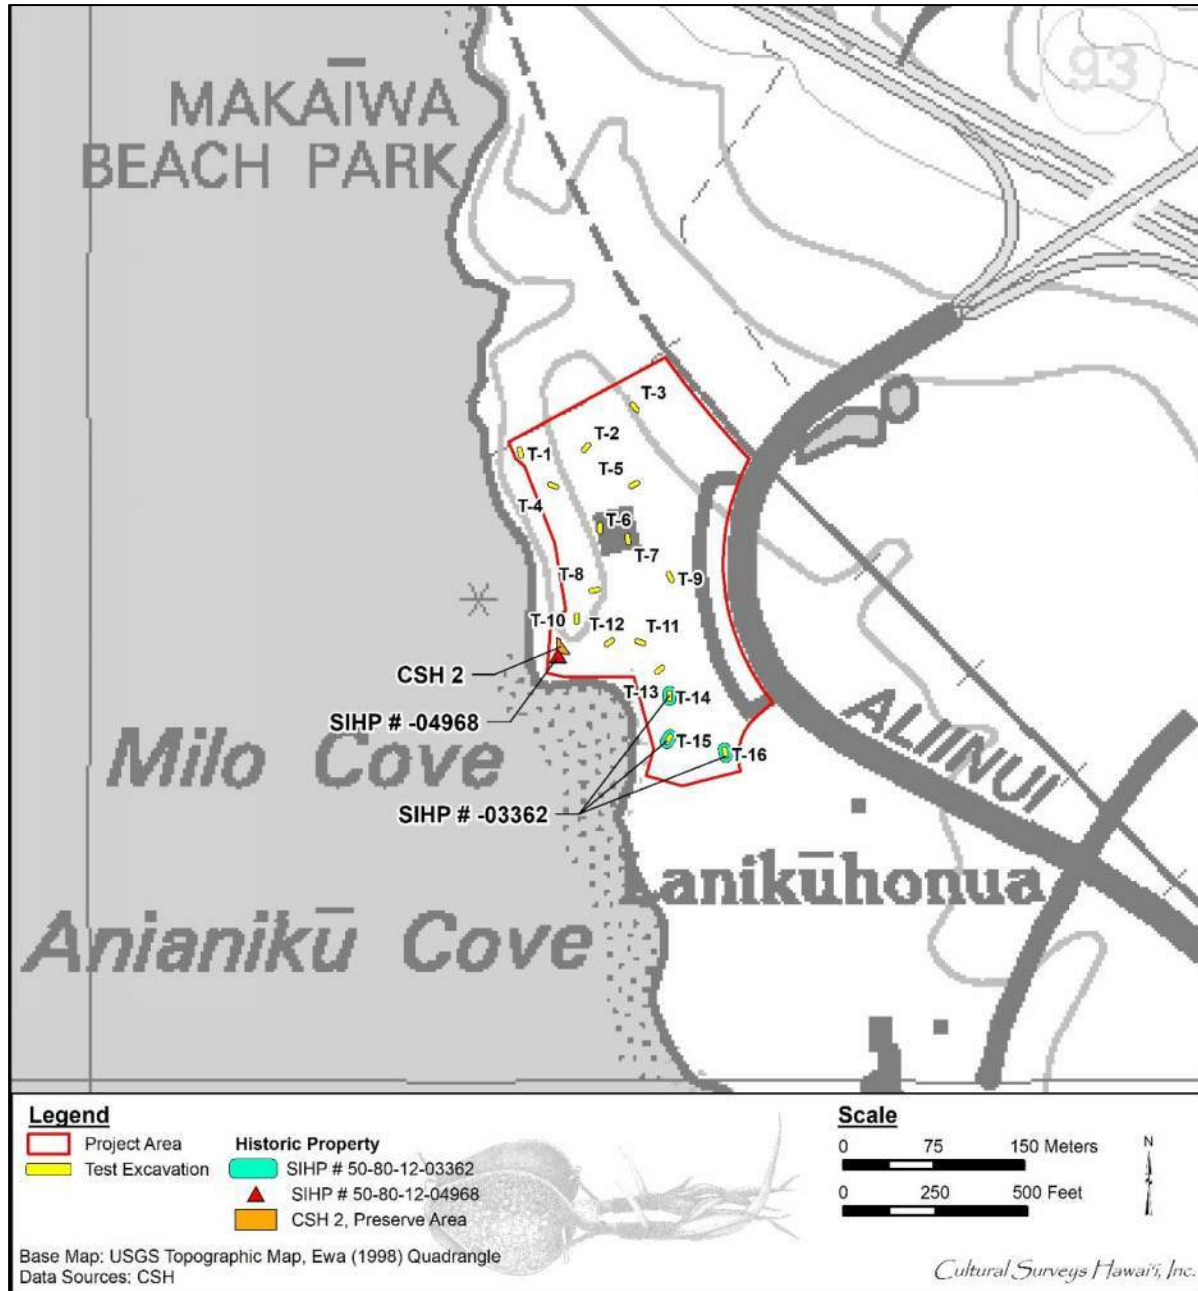 MAKAĪWA
BEACH PARK
93
T-3
T-2
T-1
T-5
T-4
T-6
T-7
T-8
T-9
T-10
T-12
T-11
CSH 2
T-13
T-14
SIHP # -04968
ALIINUI
Milo Cove
T-15
T-16
SIHP # -03362
Lanikūhonua
Anianikū Cove
Legend
Project Area
Test Excavation
Historic Property
SIHP # 50-80-12-03362
SIHP # 50-80-12-04968
CSH 2, Preserve Area
Scale
0 75 150 Meters
0 250 500 Feet
N
Base Map: USGS Topographic Map, Ewa (1998) Quadrangle
Data Sources: CSH
Cultural Surveys Hawai‘i, Inc.